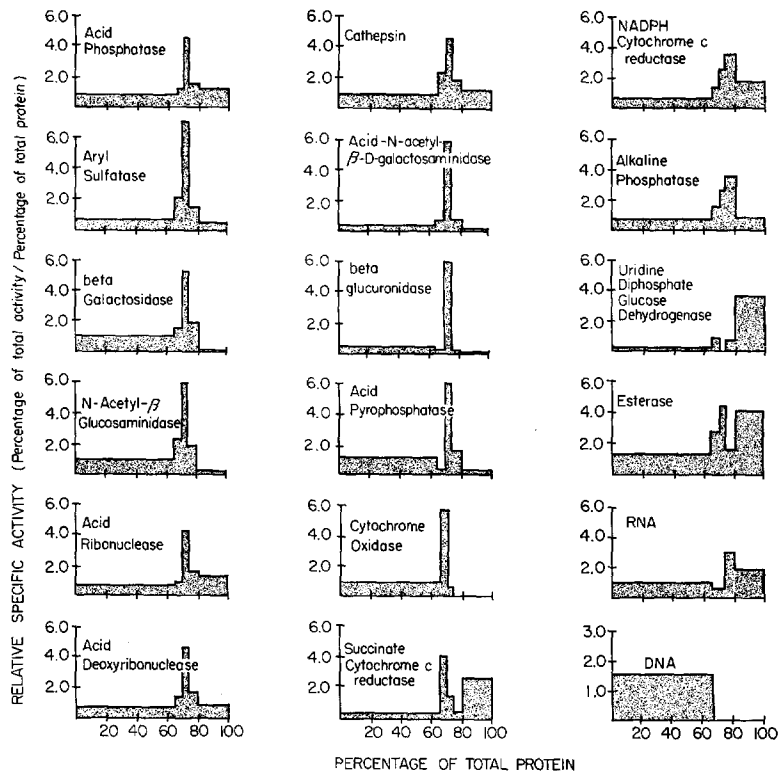 RELATIVE SPECIFIC ACTIVITY (Percentage of total activity / Percentage of total protein)
6.0
4.0
2.0
Acid
Phosphatase
6.0
4.0
2.0
Cathepsin
6.0
4.0
2.0
NADPH
Cytochrome c
reductase
6.0
4.0
2.0
Aryl
Sulfatase
6.0
4.0
2.0
Acid-N-acetyl-
β-D-galactosaminidase
6.0
4.0
2.0
Alkaline
Phosphatase
6.0
4.0
2.0
beta
Galactosidase
6.0
4.0
2.0
beta
glucuronidase
6.0
4.0
2.0
Uridine
Diphosphate
Glucose
Dehydrogenase
6.0
4.0
2.0
N-Acetyl-β
Glucosaminidase
6.0
4.0
2.0
Acid
Pyrophosphatase
6.0
4.0
2.0
Esterase
6.0
4.0
2.0
Acid
Ribonuclease
6.0
4.0
2.0
Cytochrome
Oxidase
6.0
4.0
2.0
RNA
6.0
4.0
2.0
Acid
Deoxyribonuclease
20 40 60 80 100
6.0
4.0
2.0
Succinate
Cytochrome c
reductase
20 40 60 80 100
3.0
2.0
1.0
DNA
20 40 60 80 100
PERCENTAGE OF TOTAL PROTEIN